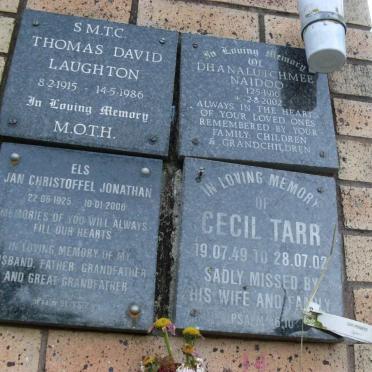 S.M.T.C.
THOMAS DAVID
LAUGHTON
8·2·1915 - 14·5·1986
In Loving Memory
M.O.T.H.
In Loving Memory
OF
DHANALUTCHMEE
NAIDOO
ALWAYS IN THE HEARTS
OF YOUR LOVED ONES
REMEMBERED BY YOUR
FAMILY, CHILDREN
& GRANDCHILDREN
ELS
JAN CHRISTOFFEL JONATHAN
MEMORIES OF YOU WILL ALWAYS
FILL OUR HEARTS
IN LOVING MEMORY OF MY
HUSBAND, FATHER, GRANDFATHER
AND GREAT GRANDFATHER
IN LOVING MEMORY
OF
CECIL TARR
19.07.49 TO 28.07.02
SADLY MISSED BY
HIS WIFE AND FAMILY